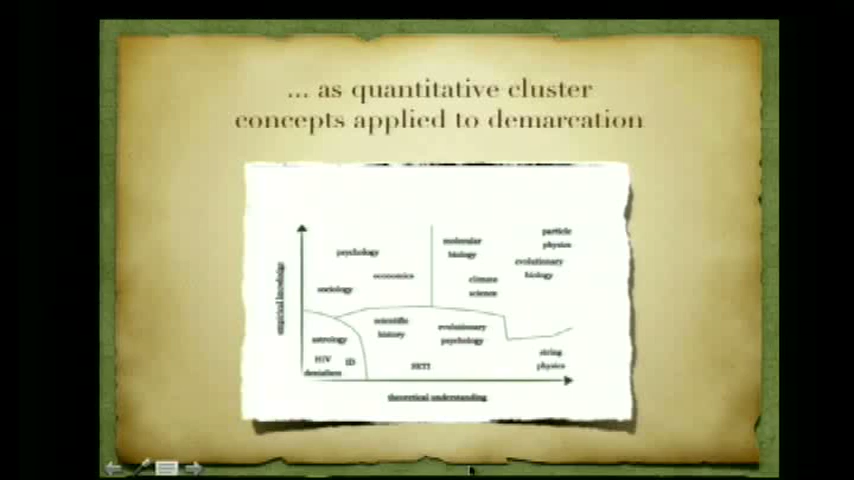 ... as quantitative cluster
concepts applied to demarcation
particle
physics
molecular
biology
psychology
evolutionary
biology
economics
climate
science
sociology
empirical knowledge
scientific
history
evolutionary
psychology
astrology
HIV
denialism
ID
SETI
string
physics
theoretical understanding